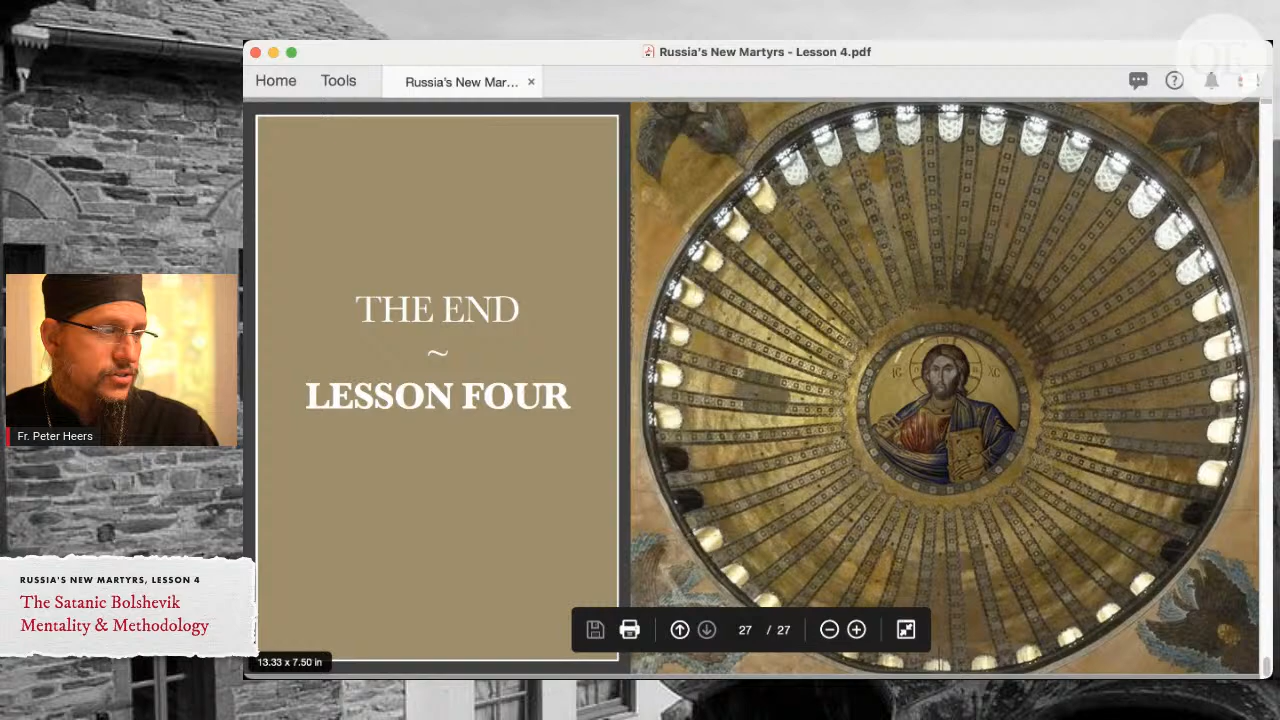 Russia's New Martyrs - Lesson 4.pdf
Home
Tools
Russia's New Mar... ×
THE END
~
LESSON FOUR
IC XC
Fr. Peter Heers
RUSSIA'S NEW MARTYRS, LESSON 4
The Satanic Bolshevik
Mentality & Methodology
27 / 27
13.33 x 7.50 in